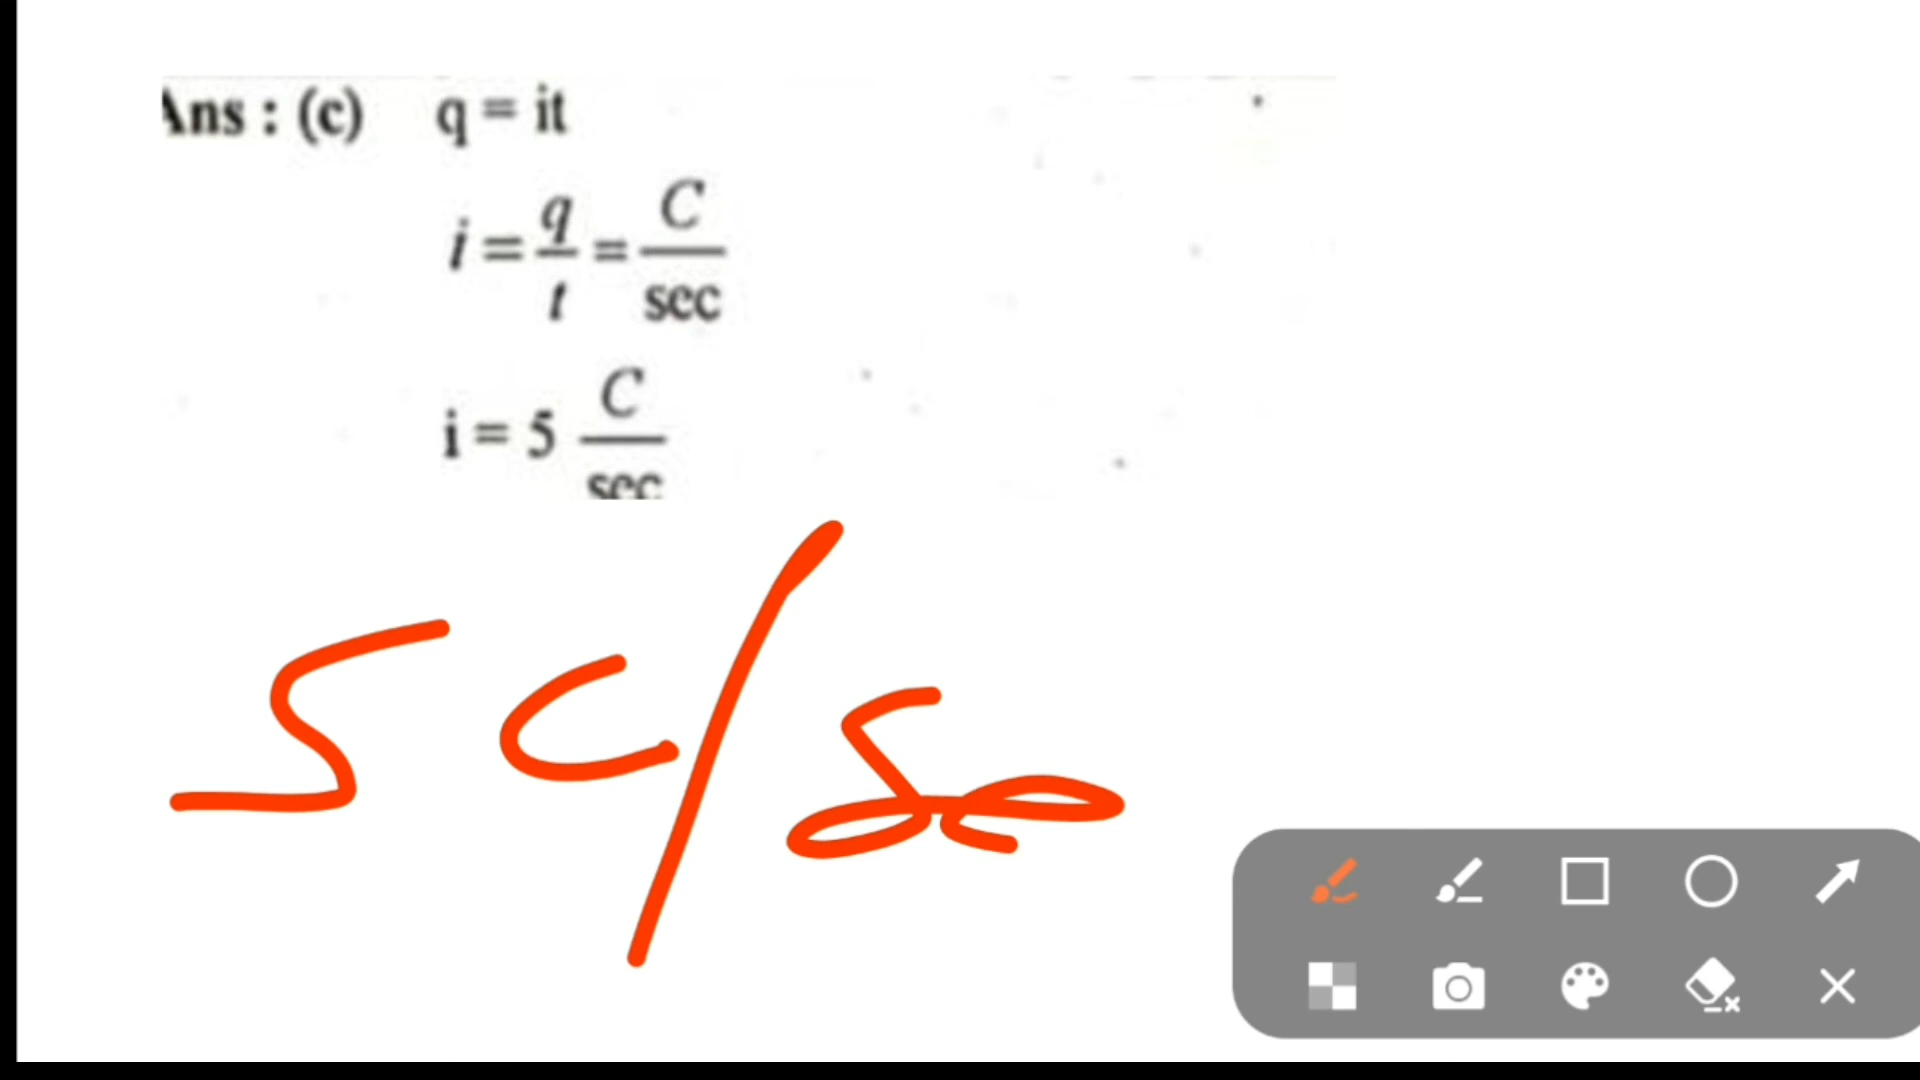 Ans : (c) q = it
i = q/t = C/sec
i = 5 C/sec
5 C/sec